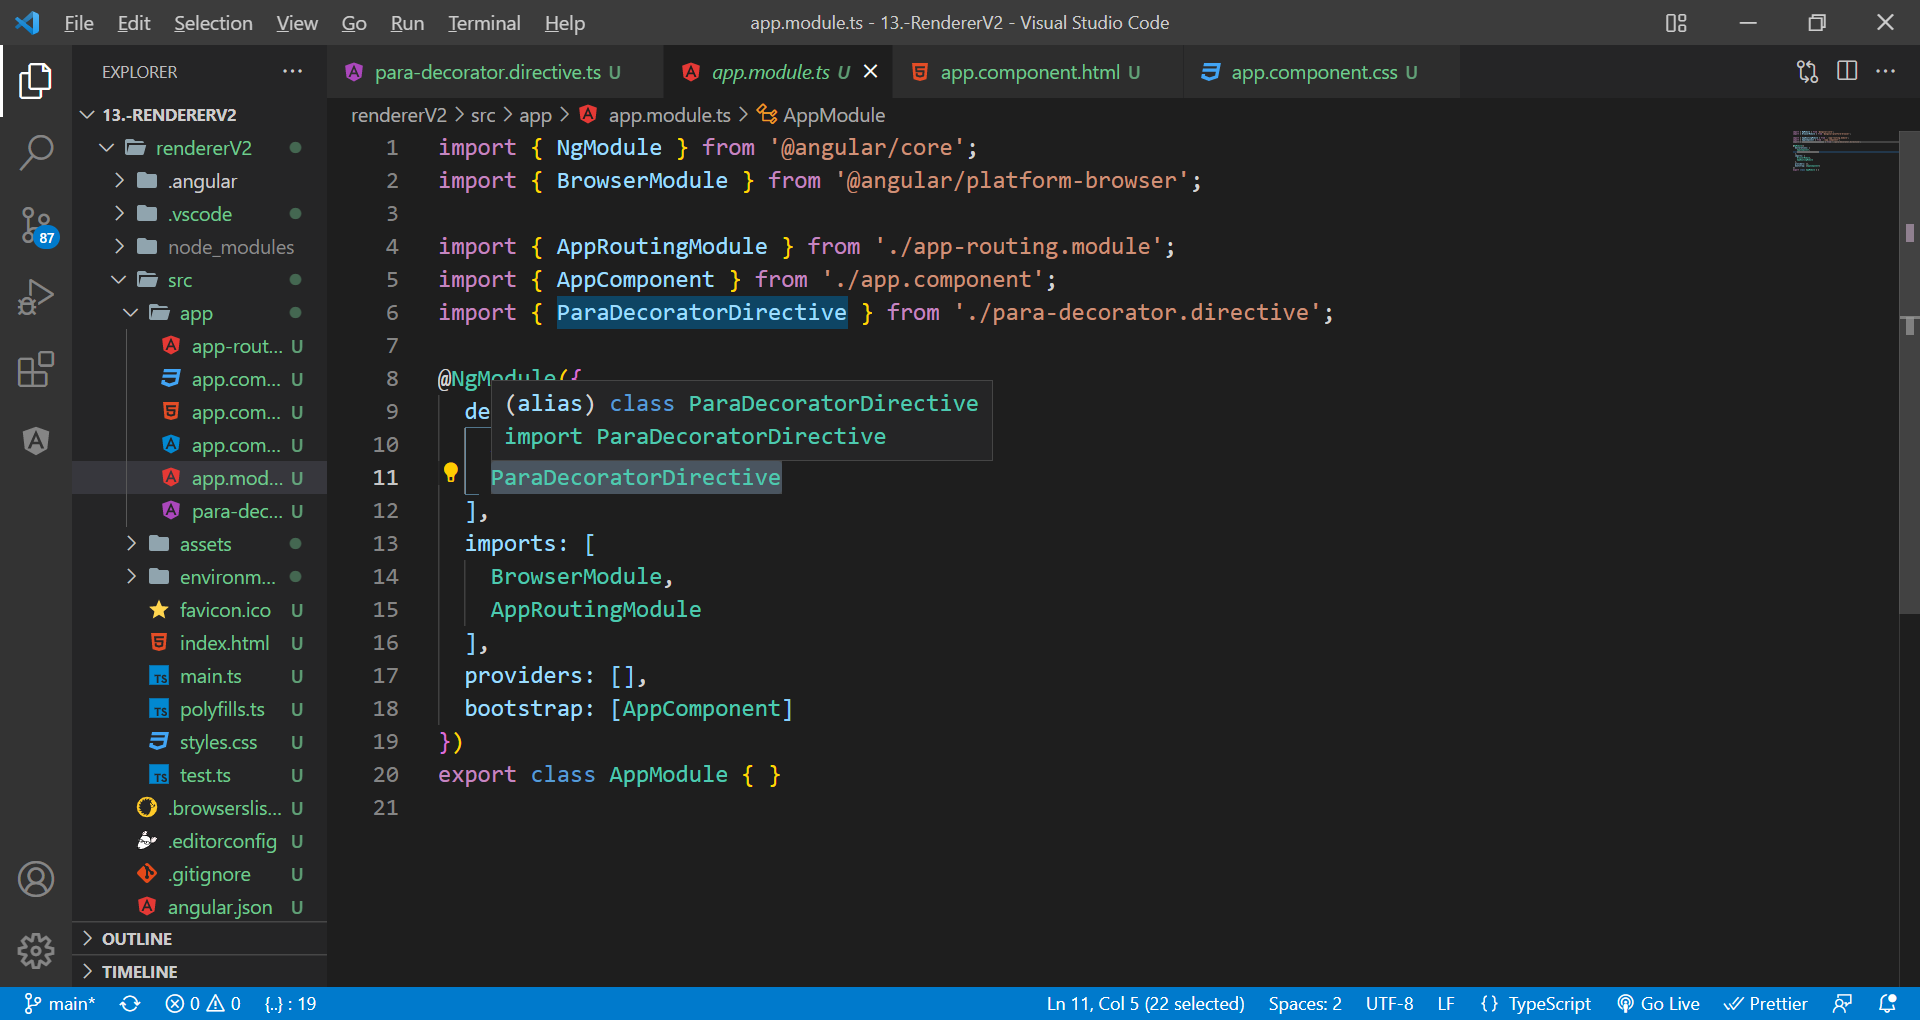 File Edit Selection View Go Run Terminal Help
app.module.ts - 13.-RendererV2 - Visual Studio Code
EXPLORER
para-decorator.directive.ts U
app.module.ts U
app.component.html U
app.component.css U
13.-RENDERERV2
rendererV2 > src > app > app.module.ts > AppModule
rendererV2
.angular
.vscode
node_modules
src
app
app-rout... U
app.com... U
app.com... U
app.com... U
app.mod... U
para-dec... U
assets
environm...
favicon.ico U
index.html U
main.ts U
polyfills.ts U
styles.css U
test.ts U
.browserslis... U
.editorconfig U
.gitignore U
angular.json U
OUTLINE
TIMELINE
87
1 import { NgModule } from '@angular/core';
2 import { BrowserModule } from '@angular/platform-browser';
3
4 import { AppRoutingModule } from './app-routing.module';
5 import { AppComponent } from './app.component';
6 import { ParaDecoratorDirective } from './para-decorator.directive';
7
8 @NgModule({
9 de
(alias) class ParaDecoratorDirective
import ParaDecoratorDirective
10
11 ParaDecoratorDirective
12 ],
13 imports: [
14 BrowserModule,
15 AppRoutingModule
16 ],
17 providers: [],
18 bootstrap: [AppComponent]
19 })
20 export class AppModule { }
21
main* 0 0 {..} : 19 Ln 11, Col 5 (22 selected) Spaces: 2 UTF-8 LF {} TypeScript Go Live Prettier